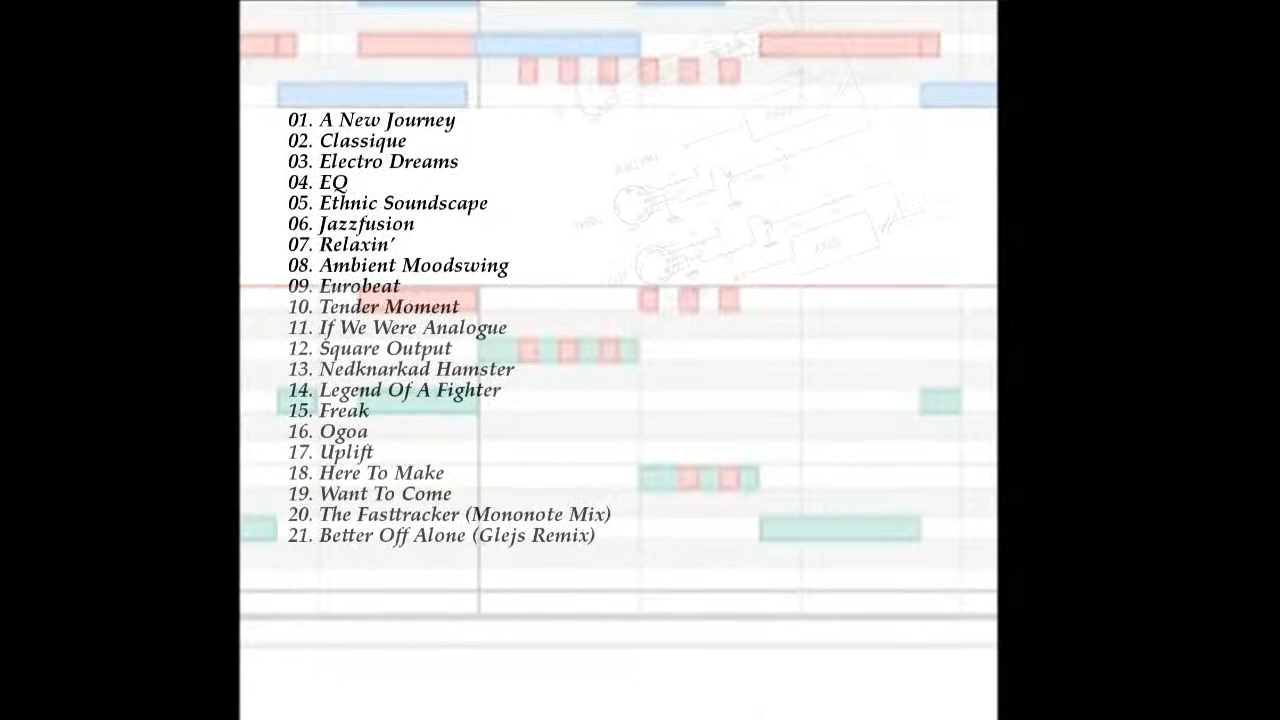 01. A New Journey
02. Classique
03. Electro Dreams
04. EQ
05. Ethnic Soundscape
06. Jazzfusion
07. Relaxin'
08. Ambient Moodswing
09. Eurobeat
10. Tender Moment
11. If We Were Analogue
12. Square Output
13. Nedknarkad Hamster
14. Legend Of A Fighter
15. Freak
16. Ogoa
17. Uplift
18. Here To Make
19. Want To Come
20. The Fasttracker (Mononote Mix)
21. Better Off Alone (Glejs Remix)